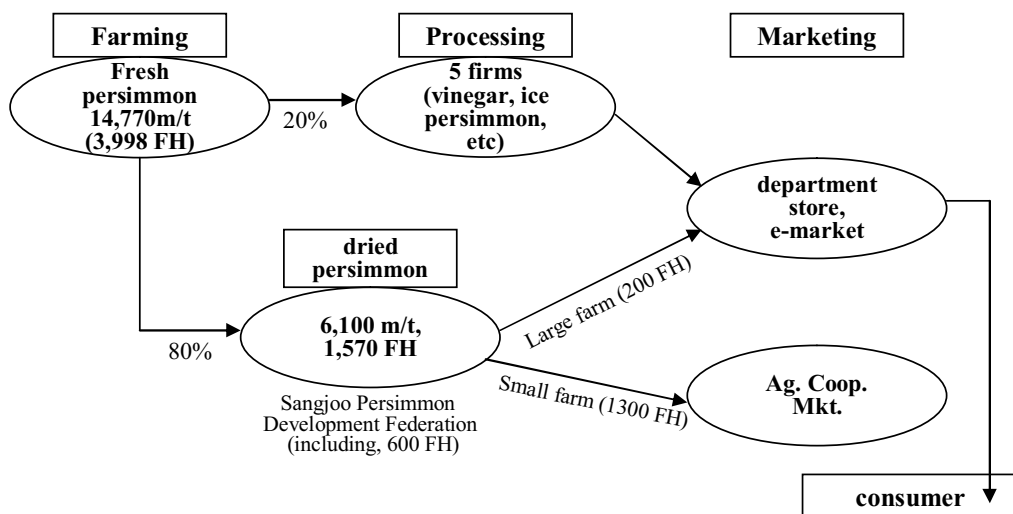 Farming
Processing
Marketing
Fresh
persimmon
14,770m/t
(3,998 FH)
20%
5 firms
(vinegar, ice
persimmon,
etc)
department
store,
e-market
dried
persimmon
80%
6,100 m/t,
1,570 FH
Large farm (200 FH)
Small farm (1300 FH)
Ag. Coop.
Mkt.
Sangjoo Persimmon
Development Federation
(including, 600 FH)
consumer